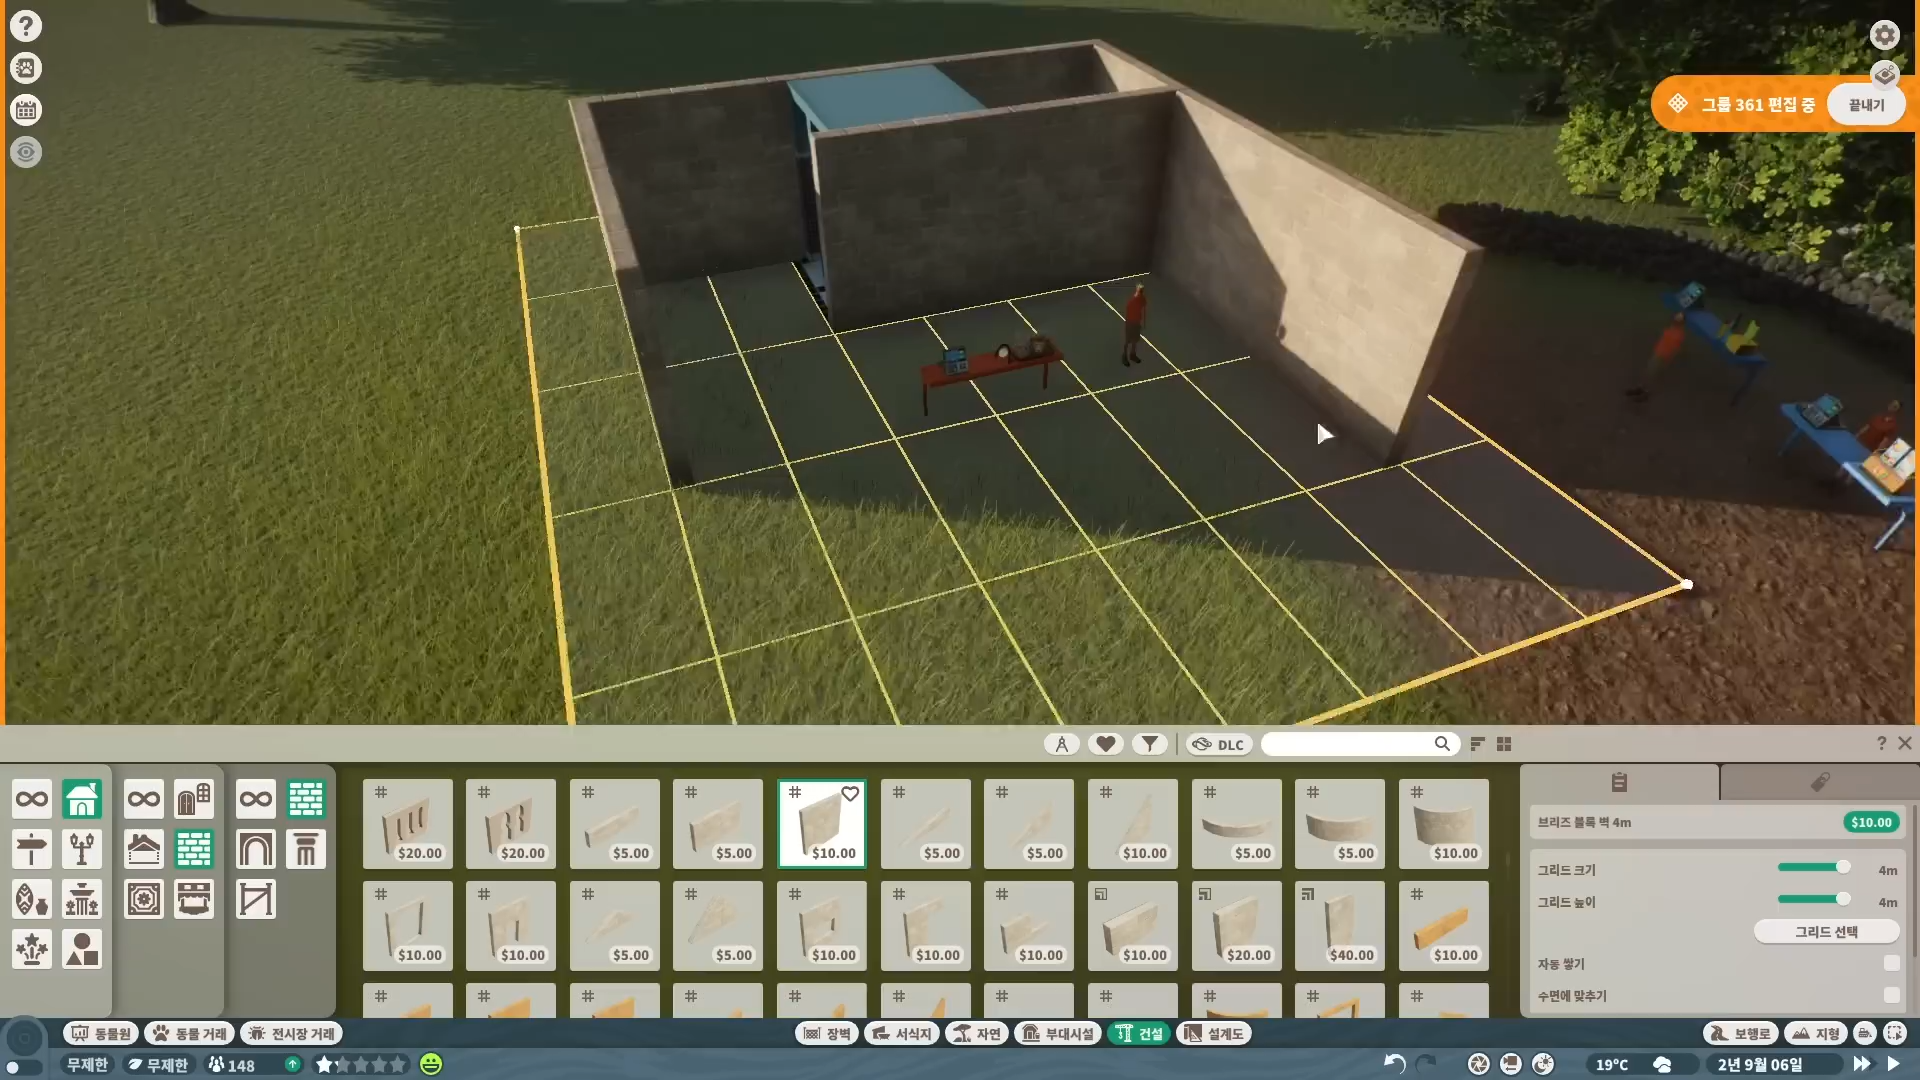 ?
그룹 361 편집 중
끝내기
DLC
?
$20.00
$20.00
$5.00
$5.00
$10.00
$5.00
$5.00
$10.00
$5.00
$5.00
$10.00
$10.00
$10.00
$5.00
$5.00
$10.00
$10.00
$10.00
$10.00
$20.00
$40.00
$10.00
브리즈 블록 벽 4m
$10.00
그리드 크기
4m
그리드 높이
4m
그리드 선택
자동 쌓기
수면에 맞추기
동물원
동물 거래
전시장 거래
장벽
서식지
자연
부대시설
건설
설계도
보행로
지형
무제한
무제한
148
19°C
2년 9월 06일